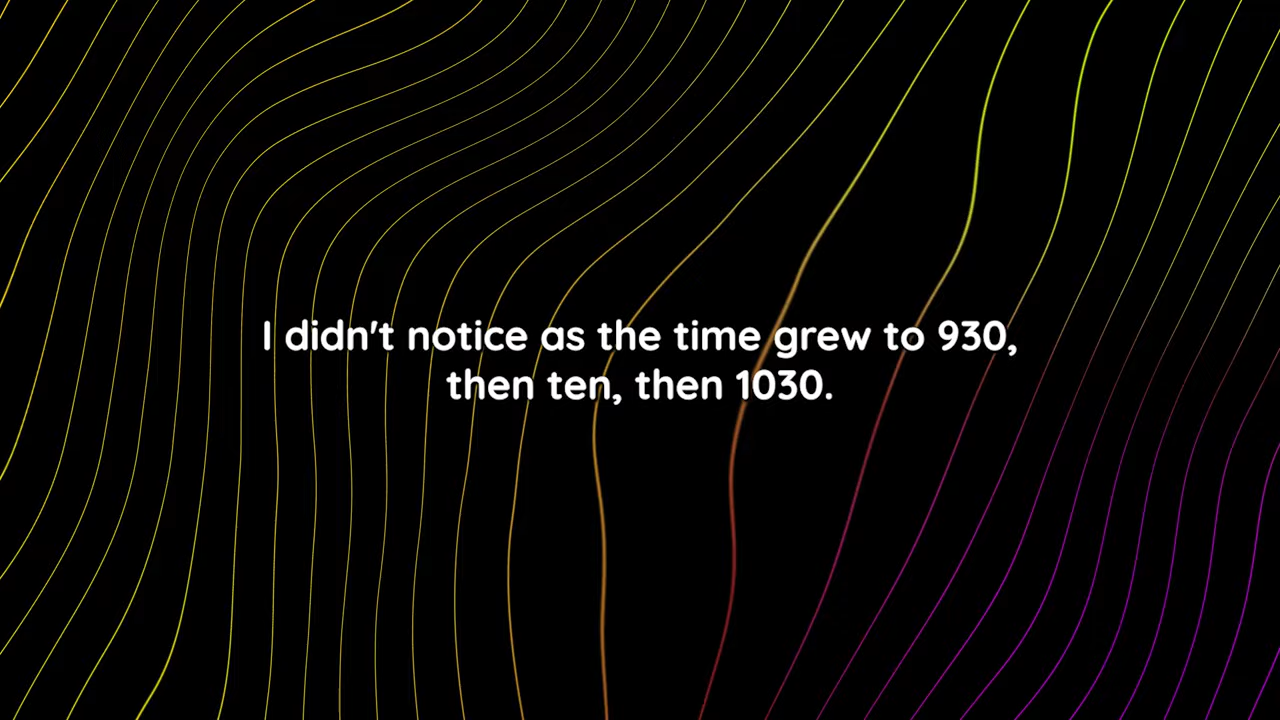 I didn't notice as the time grew to 930,
then ten, then 1030.